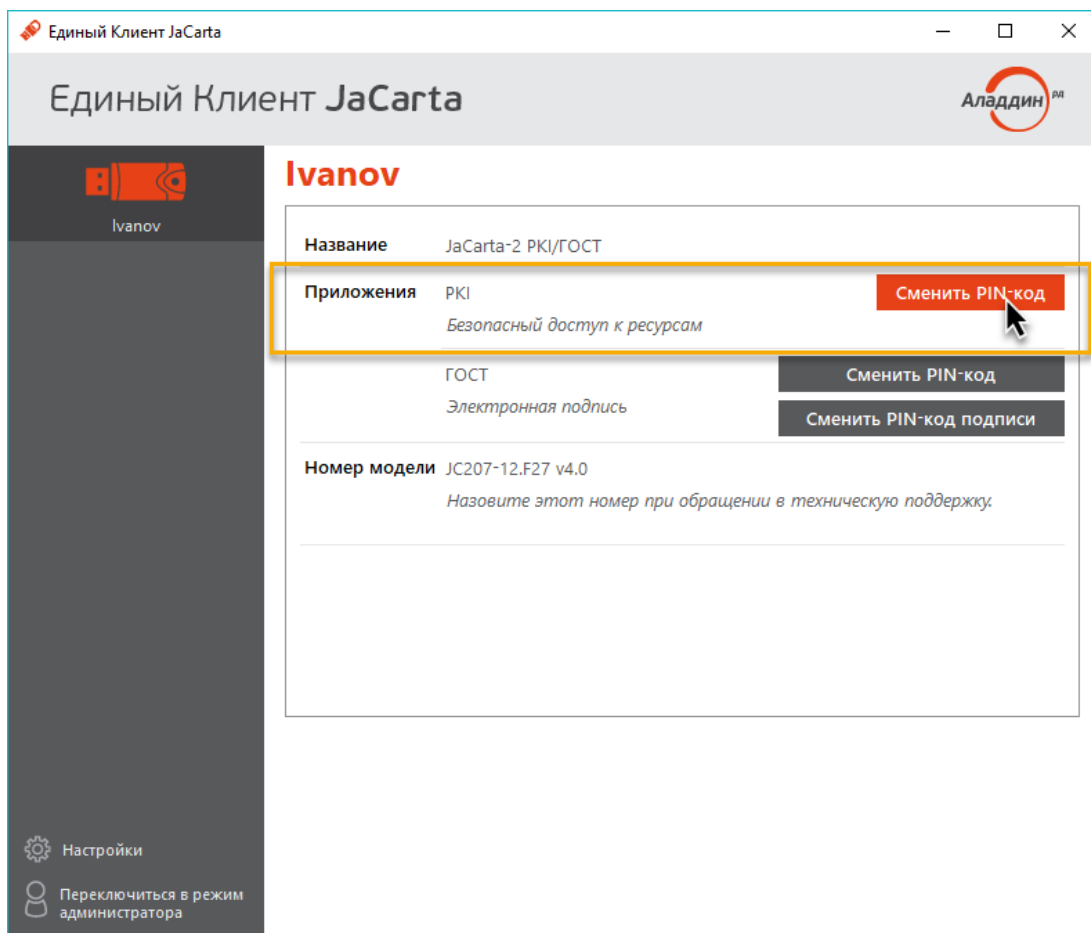 Единый Клиент JaCarta
Единый Клиент JaCarta
Аладдин РД
Ivanov
Ivanov
Название JaCarta-2 PKI/ГОСТ
Приложения PKI Сменить PIN-код
Безопасный доступ к ресурсам
ГОСТ Сменить PIN-код
Электронная подпись
Сменить PIN-код подписи
Номер модели JC207-12.F27 v4.0
Назовите этот номер при обращении в техническую поддержку.
Настройки
Переключиться в режим
администратора